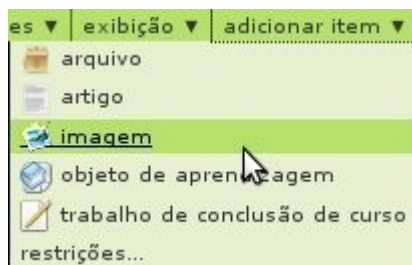 es ▼ exibição ▼ adicionar item ▼
arquivo
artigo
imagem
objeto de aprendizagem
trabalho de conclusão de curso
restrições...